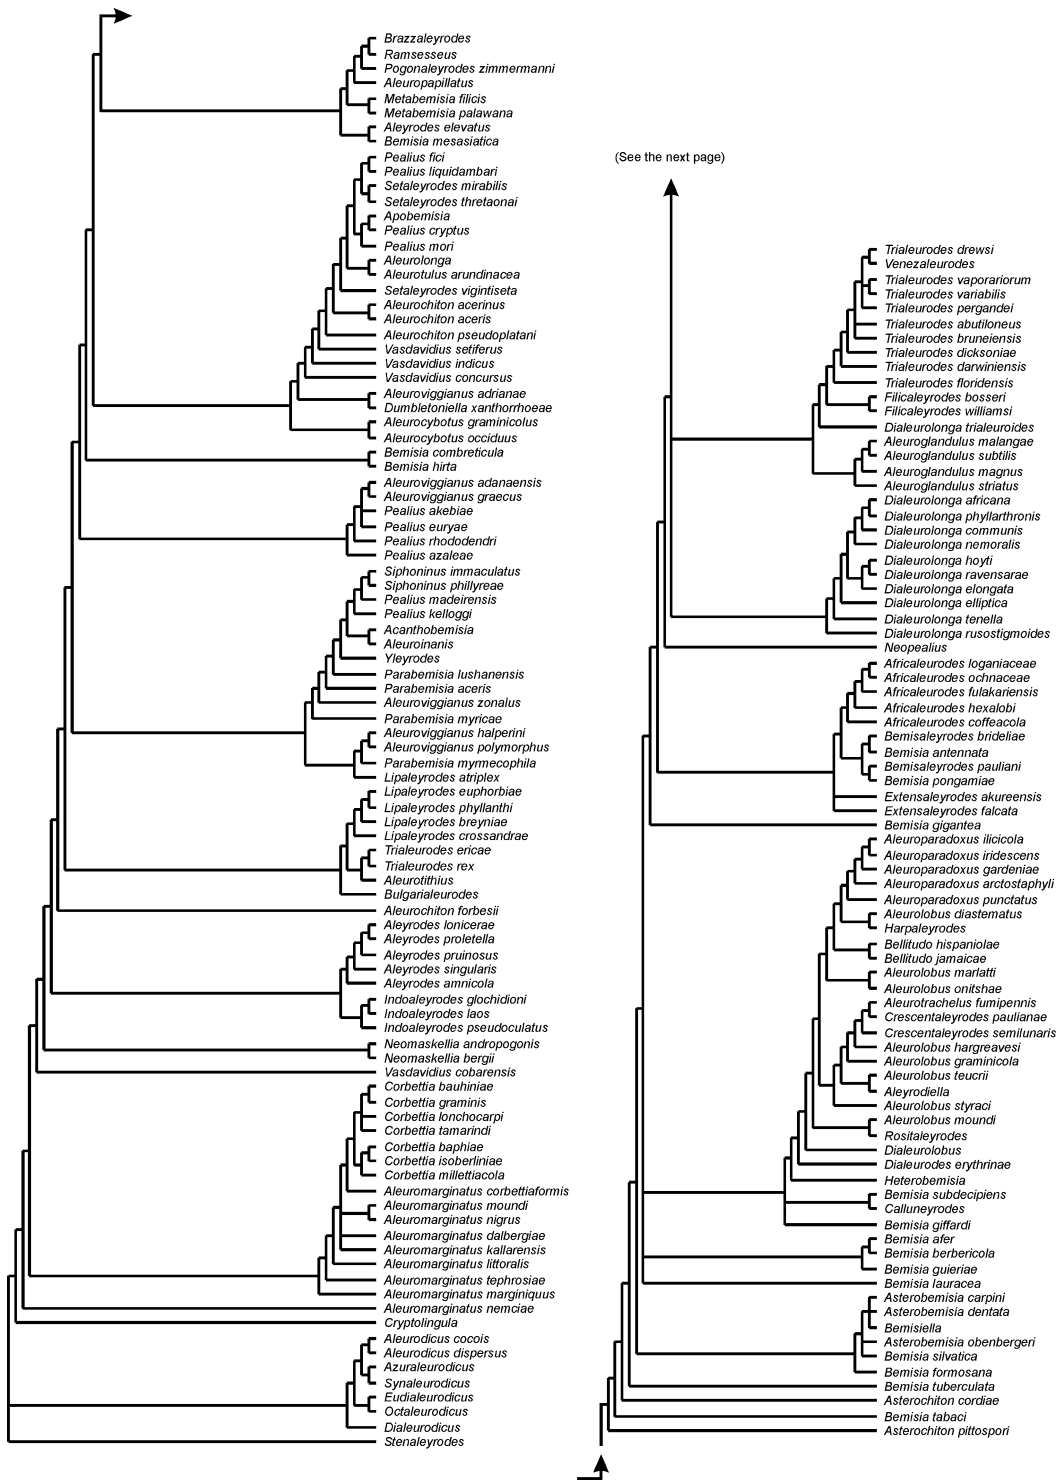 Brazzaleyrodes
Ramsesseus
Pogonaleyrodes zimmermanni
Aleuropapillatus
Metabemisia filicis
Metabemisia palawana
Aleyrodes elevatus
Bemisia mesasiatica
Pealius fici
Pealius liquidambari
Setaleyrodes mirabilis
Setaleyrodes thretaonai
Apobemisia
Pealius cryptus
Pealius mori
Aleurolonga
Aleurotulus arundinacea
Setaleyrodes vigintiseta
Aleurochiton acerinus
Aleurochiton aceris
Aleurochiton pseudoplatani
Vasdavidius setiferus
Vasdavidius indicus
Vasdavidius concursus
Aleuroviggianus adrianae
Dumbletoniella xanthorrhoeae
Aleurocybotus graminicolus
Aleurocybotus occiduus
Bemisia combreticula
Bemisia hirta
Aleuroviggianus adanaensis
Aleuroviggianus graecus
Pealius akebiae
Pealius euryae
Pealius rhododendri
Pealius azaleae
Siphoninus immaculatus
Siphoninus phillyreae
Pealius madeirensis
Pealius kelloggi
Acanthobemisia
Aleuroinanis
Yleyrodes
Parabemisia lushanensis
Parabemisia aceris
Aleuroviggianus zonalus
Parabemisia myricae
Aleuroviggianus halperini
Aleuroviggianus polymorphus
Parabemisia myrmecophila
Lipaleyrodes atriplex
Lipaleyrodes euphorbiae
Lipaleyrodes phyllanthi
Lipaleyrodes breyniae
Lipaleyrodes crossandrae
Trialeurodes ericae
Trialeurodes rex
Aleurotithius
Bulgarialeurodes
Aleurochiton forbesii
Aleyrodes lonicerae
Aleyrodes proletella
Aleyrodes pruinosus
Aleyrodes singularis
Aleyrodes amnicola
Indoaleyrodes glochidioni
Indoaleyrodes laos
Indoaleyrodes pseudoculatus
Neomaskellia andropogonis
Neomaskellia bergii
Vasdavidius cobarensis
Corbettia bauhiniae
Corbettia graminis
Corbettia lonchocarpi
Corbettia tamarindi
Corbettia baphiae
Corbettia isoberliniae
Corbettia millettiacola
Aleuromarginatus corbettiaformis
Aleuromarginatus moundi
Aleuromarginatus nigrus
Aleuromarginatus dalbergiae
Aleuromarginatus kallarensis
Aleuromarginatus littoralis
Aleuromarginatus tephrosiae
Aleuromarginatus marginiquus
Aleuromarginatus nemciae
Cryptolingula
Aleurodicus cocois
Aleurodicus dispersus
Azuraleurodicus
Synaleurodicus
Eudialeurodicus
Octaleurodicus
Dialeurodicus
Stenaleyrodes
(See the next page)
Trialeurodes drewsi
Venezaleurodes
Trialeurodes vaporariorum
Trialeurodes variabilis
Trialeurodes pergandei
Trialeurodes abutiloneus
Trialeurodes bruneiensis
Trialeurodes dicksoniae
Trialeurodes darwiniensis
Trialeurodes floridensis
Filicaleyrodes bosseri
Filicaleyrodes williamsi
Dialeurolonga trialeuroides
Aleuroglandulus malangae
Aleuroglandulus subtilis
Aleuroglandulus magnus
Aleuroglandulus striatus
Dialeurolonga africana
Dialeurolonga phyllarthronis
Dialeurolonga communis
Dialeurolonga nemoralis
Dialeurolonga hoyti
Dialeurolonga ravensarae
Dialeurolonga elongata
Dialeurolonga elliptica
Dialeurolonga tenella
Dialeurolonga rusostigmoides
Neopealius
Africaleurodes loganiaceae
Africaleurodes ochnaceae
Africaleurodes fulakariensis
Africaleurodes hexalobi
Africaleurodes coffeacola
Bemisaleyrodes brideliae
Bemisia antennata
Bemisaleyrodes pauliani
Bemisia pongamiae
Extensaleyrodes akureensis
Extensaleyrodes falcata
Bemisia gigantea
Aleuroparadoxus ilicicola
Aleuroparadoxus iridescens
Aleuroparadoxus gardeniae
Aleuroparadoxus arctostaphyli
Aleuroparadoxus punctatus
Aleurolobus diastematus
Harpaleyrodes
Bellitudo hispaniolae
Bellitudo jamaicae
Aleurolobus marlatti
Aleurolobus onitshae
Aleurotrachelus fumipennis
Crescentaleyrodes paulianae
Crescentaleyrodes semilunaris
Aleurolobus hargreavesi
Aleurolobus graminicola
Aleurolobus teucrii
Aleyrodiella
Aleurolobus styraci
Aleurolobus moundi
Rositaleyrodes
Dialeurolobus
Dialeurodes erythrinae
Heterobemisia
Bemisia subdecipiens
Calluneyrodes
Bemisia giffardi
Bemisia afer
Bemisia berbericola
Bemisia guieriae
Bemisia lauracea
Asterobemisia carpini
Asterobemisia dentata
Bemisiella
Asterobemisia obenbergeri
Bemisia silvatica
Bemisia formosana
Bemisia tuberculata
Asterochiton cordiae
Bemisia tabaci
Asterochiton pittospori